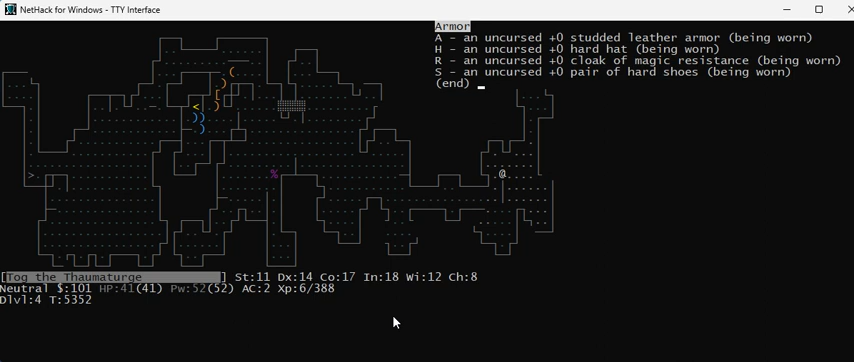 NetHack for Windows - TTY Interface
Armor
A - an uncursed +0 studded leather armor (being worn)
H - an uncursed +0 hard hat (being worn)
R - an uncursed +0 cloak of magic resistance (being worn)
S - an uncursed +0 pair of hard shoes (being worn)
(end)
[Tog the Thaumaturge ] St:11 Dx:14 Co:17 In:18 Wi:12 Ch:8
Neutral $:101 HP:41(41) Pw:52(52) AC:2 Xp:6/388
Dlvl:4 T:5352